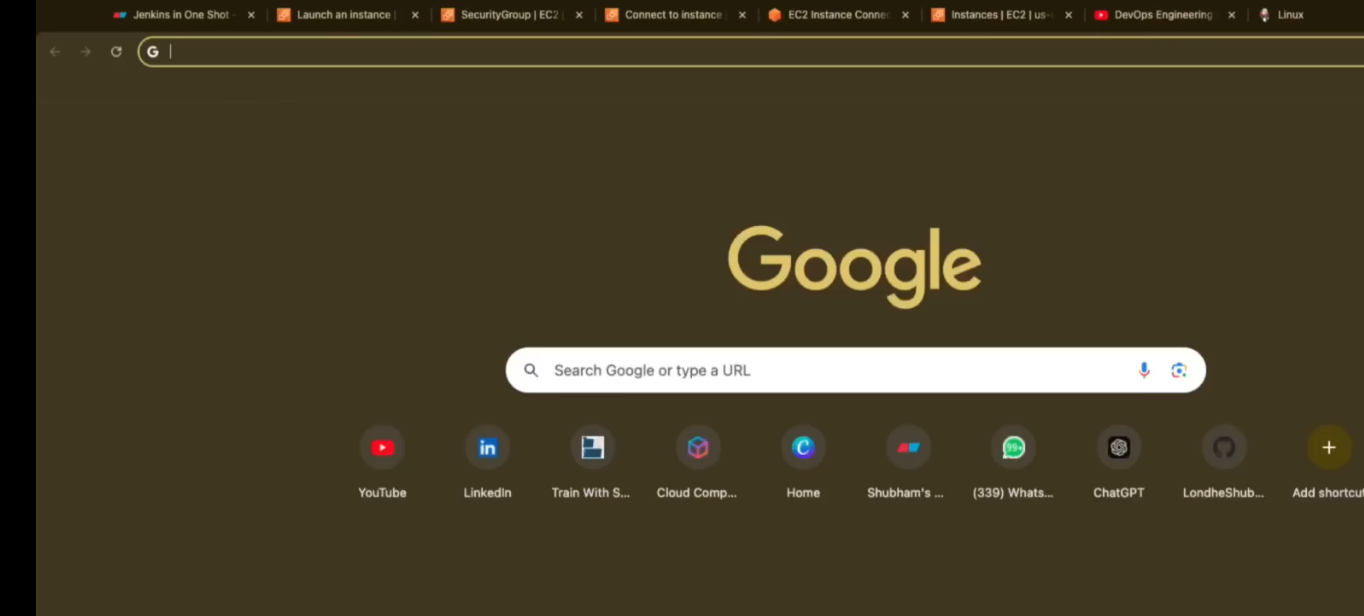 Jenkins in One Shot - Launch an instance | SecurityGroup | EC2 | Connect to instance EC2 Instance Connec Instances | EC2 | us- DevOps Engineering Linux
G
Google
Search Google or type a URL
YouTube LinkedIn Train With S... Cloud Comp... Home Shubham's ... (339) Whats... ChatGPT LondheShub... Add shortcut